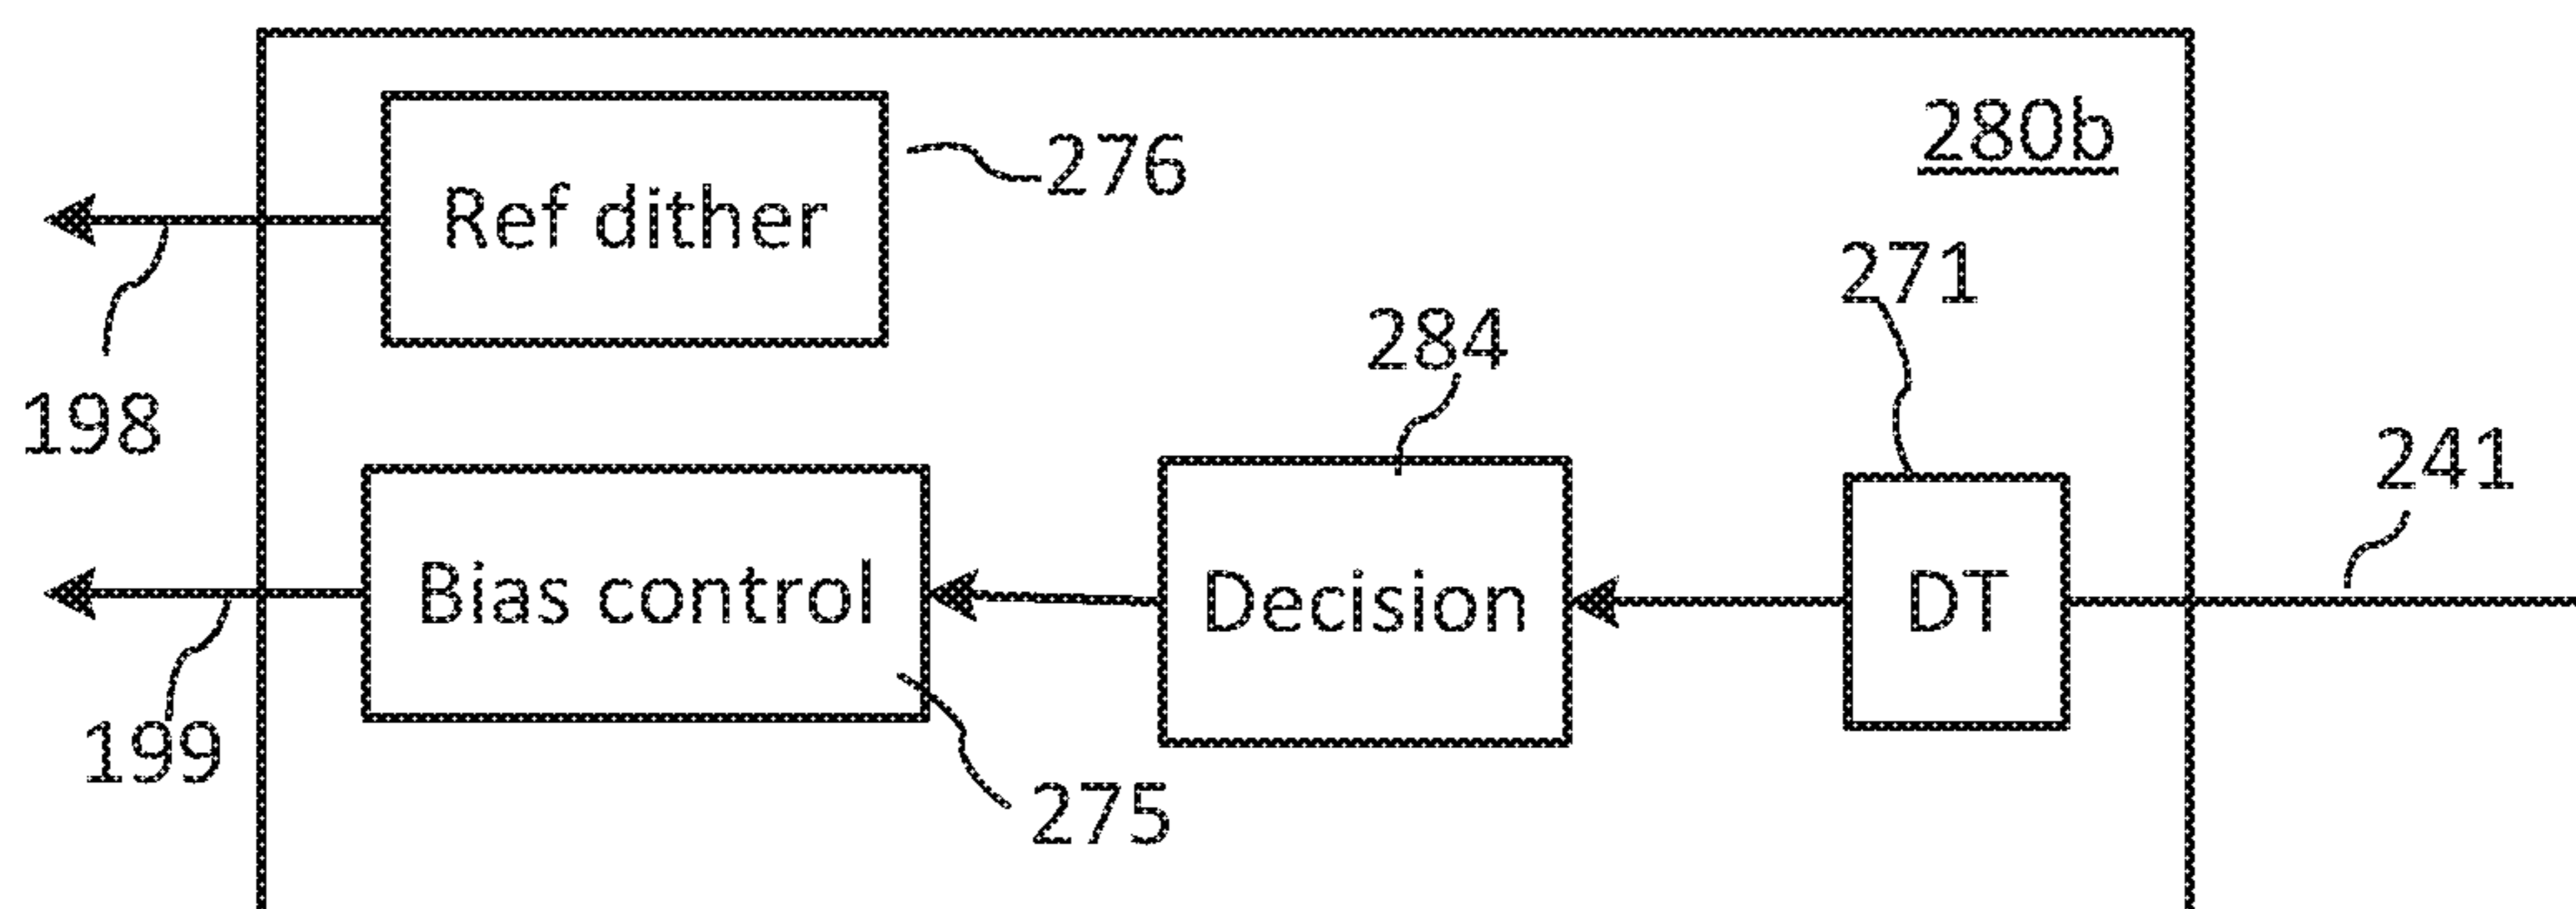 280b
276
Ref dither
198
271
284
241
Bias control
Decision
DT
199
275